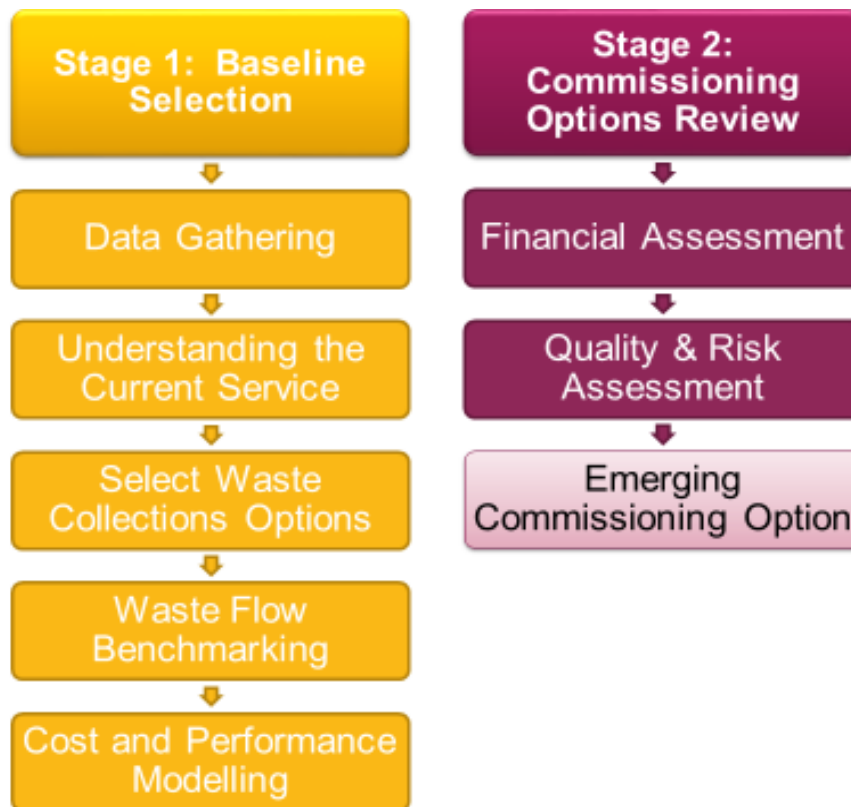 Stage 1: Baseline
Selection
Data Gathering
Understanding the
Current Service
Select Waste
Collections Options
Waste Flow
Benchmarking
Cost and Performance
Modelling
Stage 2:
Commissioning
Options Review
Financial Assessment
Quality & Risk
Assessment
Emerging
Commissioning Option